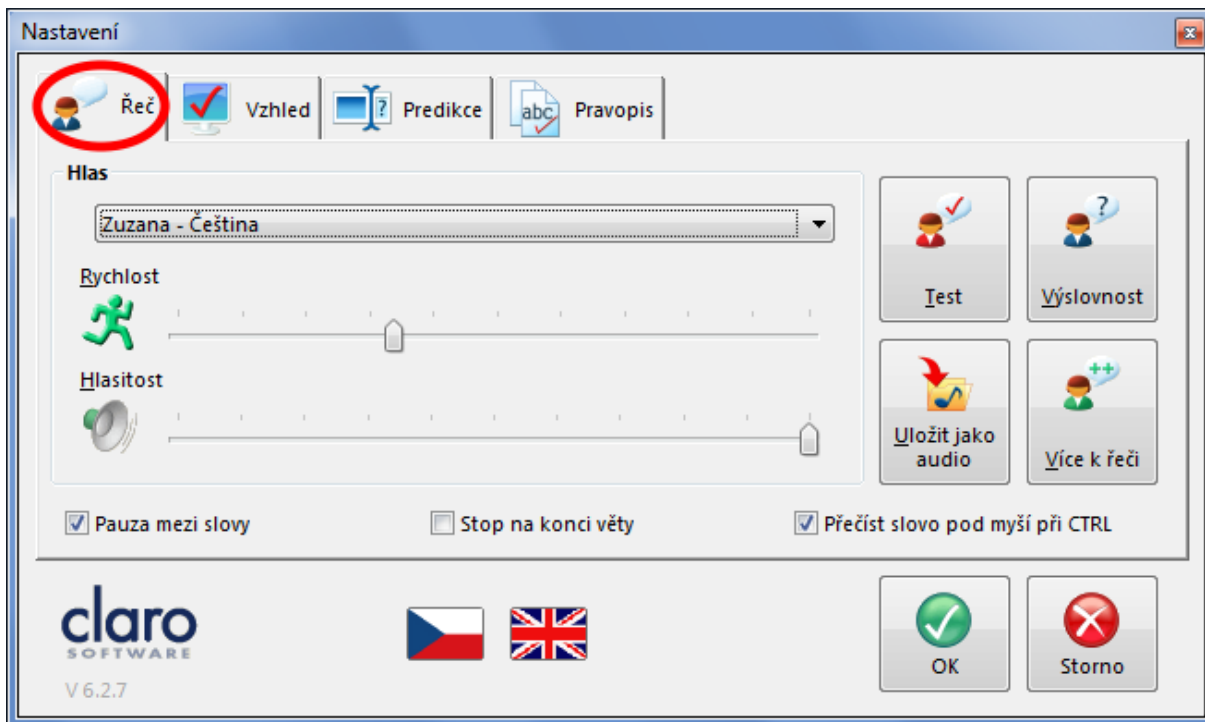 Nastavení
Řeč
Vzhled
? Predikce
abc Pravopis
Hlas
Zuzana - Čeština
Rychlost
Hlasitost
Test
? Výslovnost
Uložit jako
audio
++
Více k řeči
Pauza mezi slovy
Stop na konci věty
Přečíst slovo pod myší při CTRL
claro
SOFTWARE
V 6.2.7
OK
Storno